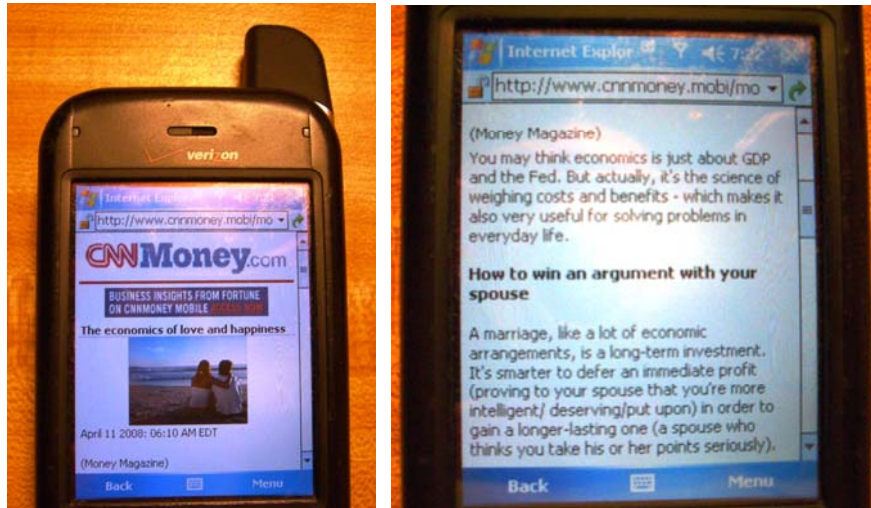 verizon
Internet Explor
http://www.cnnmoney.mobi/mo
CNNMoney.com
BUSINESS INSIGHTS FROM FORTUNE
ON CNNMONEY MOBILE ACCESS NOW
The economics of love and happiness
April 11 2008: 06:10 AM EDT
(Money Magazine)
Back Menu
Internet Explor 7:22
http://www.cnnmoney.mobi/mo
(Money Magazine)
You may think economics is just about GDP
and the Fed. But actually, it's the science of
weighing costs and benefits - which makes it
also very useful for solving problems in
everyday life.
How to win an argument with your
spouse
A marriage, like a lot of economic
arrangements, is a long-term investment.
It's smarter to defer an immediate profit
(proving to your spouse that you're more
intelligent/ deserving/put upon) in order to
gain a longer-lasting one (a spouse who
thinks you take his or her points seriously).
Back Menu